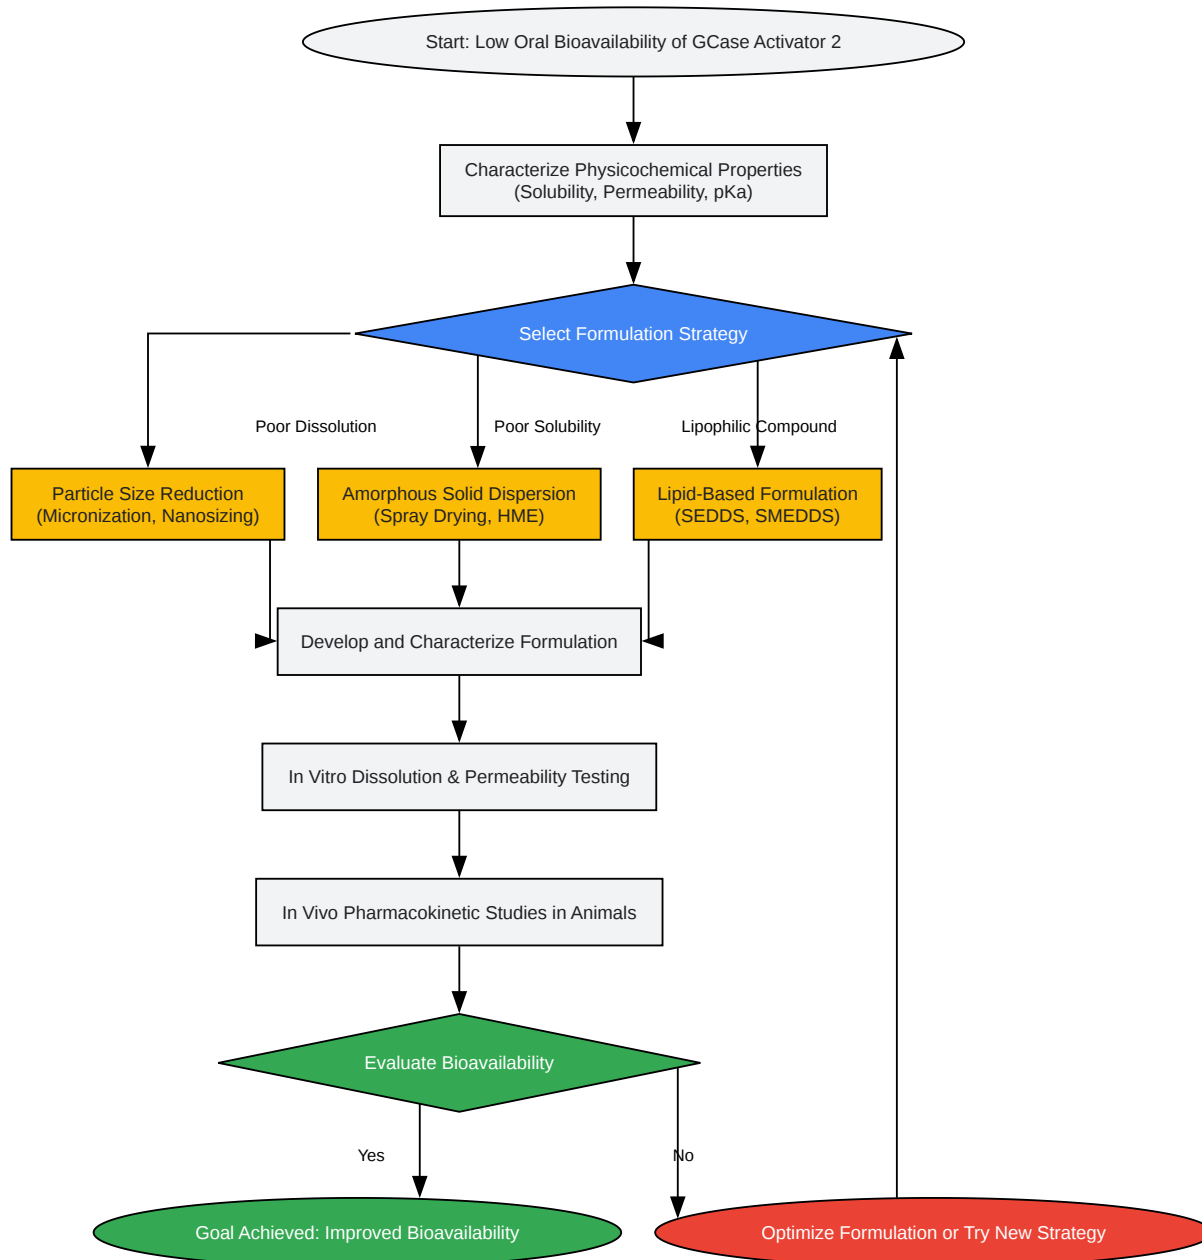 Start: Low Oral Bioavailability of GCase Activator 2
Characterize Physicochemical Properties
(Solubility, Permeability, pKa)
Select Formulation Strategy
Poor Dissolution
Poor Solubility
Lipophilic Compound
Particle Size Reduction
(Micronization, Nanosizing)
Amorphous Solid Dispersion
(Spray Drying, HME)
Lipid-Based Formulation
(SEDDS, SMEDDS)
Develop and Characterize Formulation
In Vitro Dissolution & Permeability Testing
In Vivo Pharmacokinetic Studies in Animals
Evaluate Bioavailability
Yes
No
Goal Achieved: Improved Bioavailability
Optimize Formulation or Try New Strategy